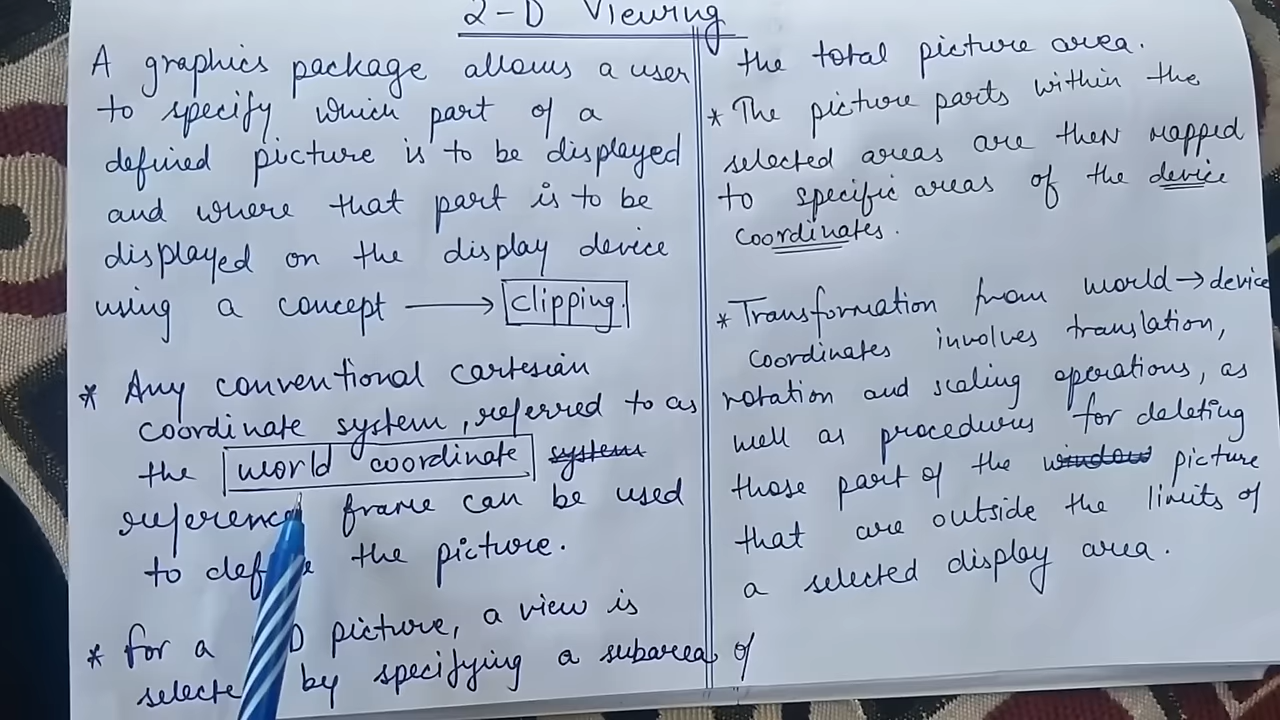 2-D Viewing
A graphics package allows a user
to specify which part of a
defined picture is to be displayed
and where that part is to be
displayed on the display device
using a concept → clipping.
* Any conventional cartesian
coordinate system, referred to as
the world coordinate system
reference frame can be used
to the picture.
* for a D picture, a view is
selected by specifying a subarea of
the total picture area.
* The picture parts within the
selected areas are then mapped
to specific areas of the device
coordinates.
* Transformation from world → device
coordinates involves translation,
rotation and scaling operations, as
well as procedures for deleting
those part of the window picture
that are outside the limits of
a selected display area.